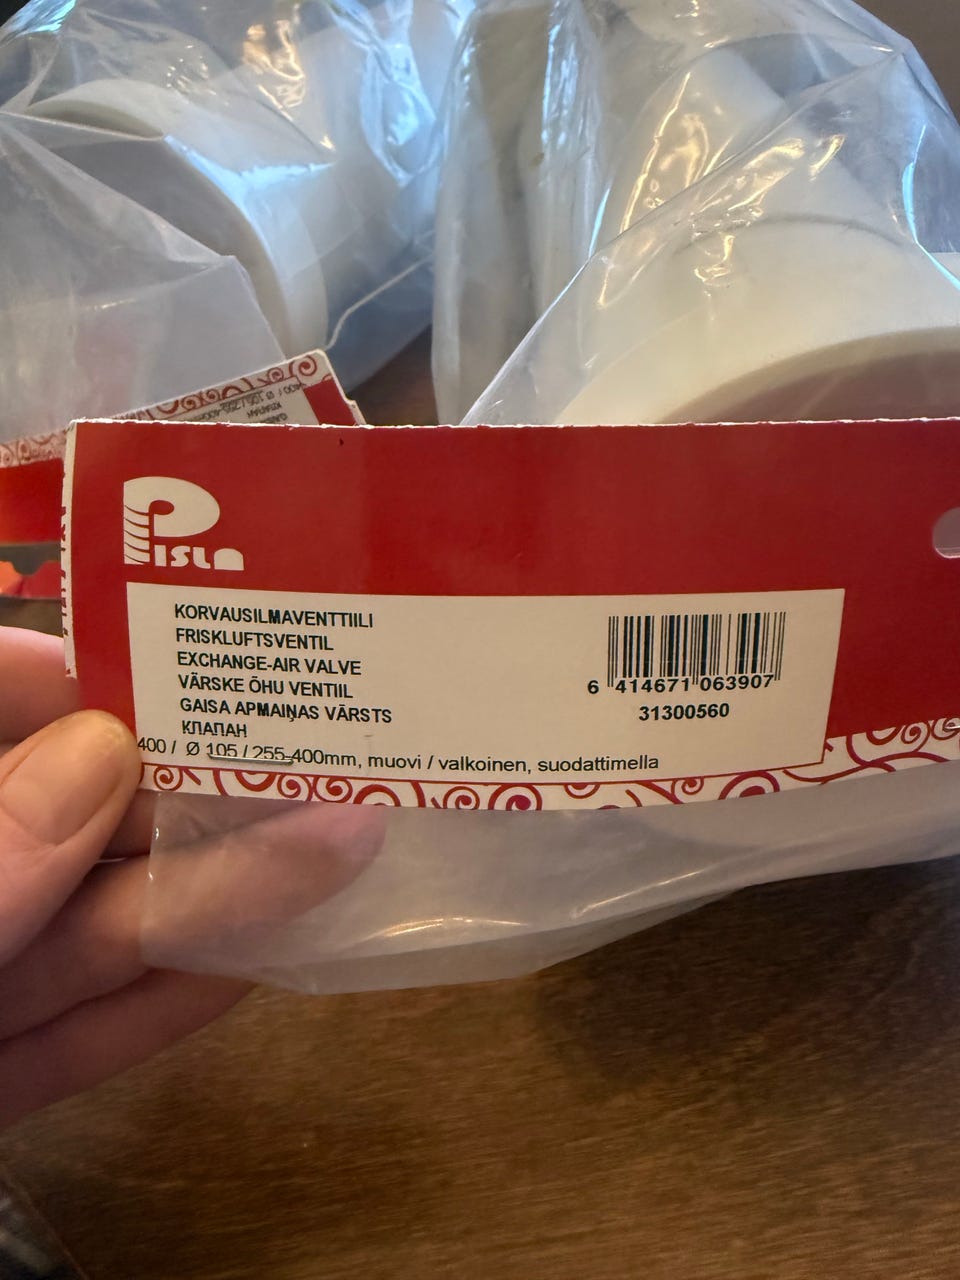 PISLA
KORVAUSILMAVENTTIILI
FRISKLUFTSVENTIL
EXCHANGE-AIR VALVE
VÄRSKE ÕHU VENTIIL
GAISA APMAIŅAS VĀRSTS
КЛАПАН
400 / Ø 105 / 255-400mm, muovi / valkoinen, suodattimella
6 414671 063907
31300560